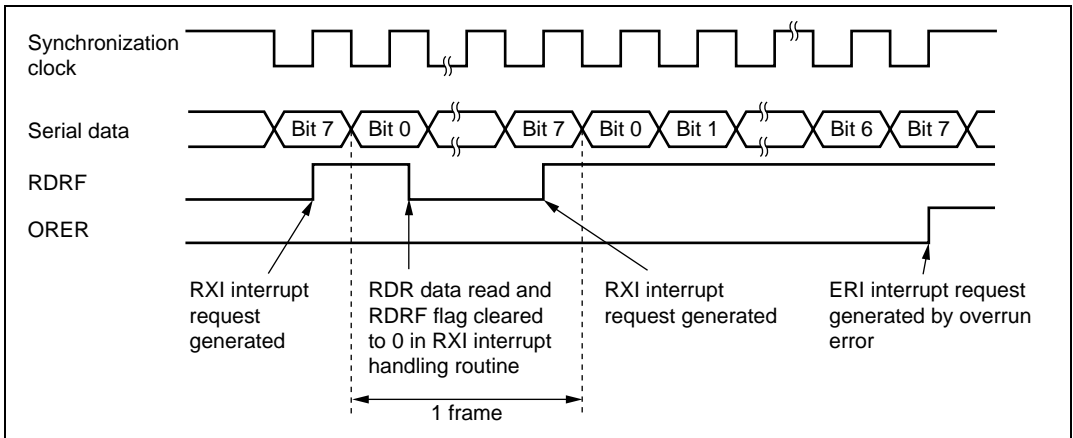 Synchronization
clock
Serial data
Bit 7 Bit 0 Bit 7 Bit 0 Bit 1 Bit 6 Bit 7
RDRF
ORER
RXI interrupt
request
generated
RDR data read and
RDRF flag cleared
to 0 in RXI interrupt
handling routine
RXI interrupt
request generated
ERI interrupt request
generated by overrun
error
1 frame